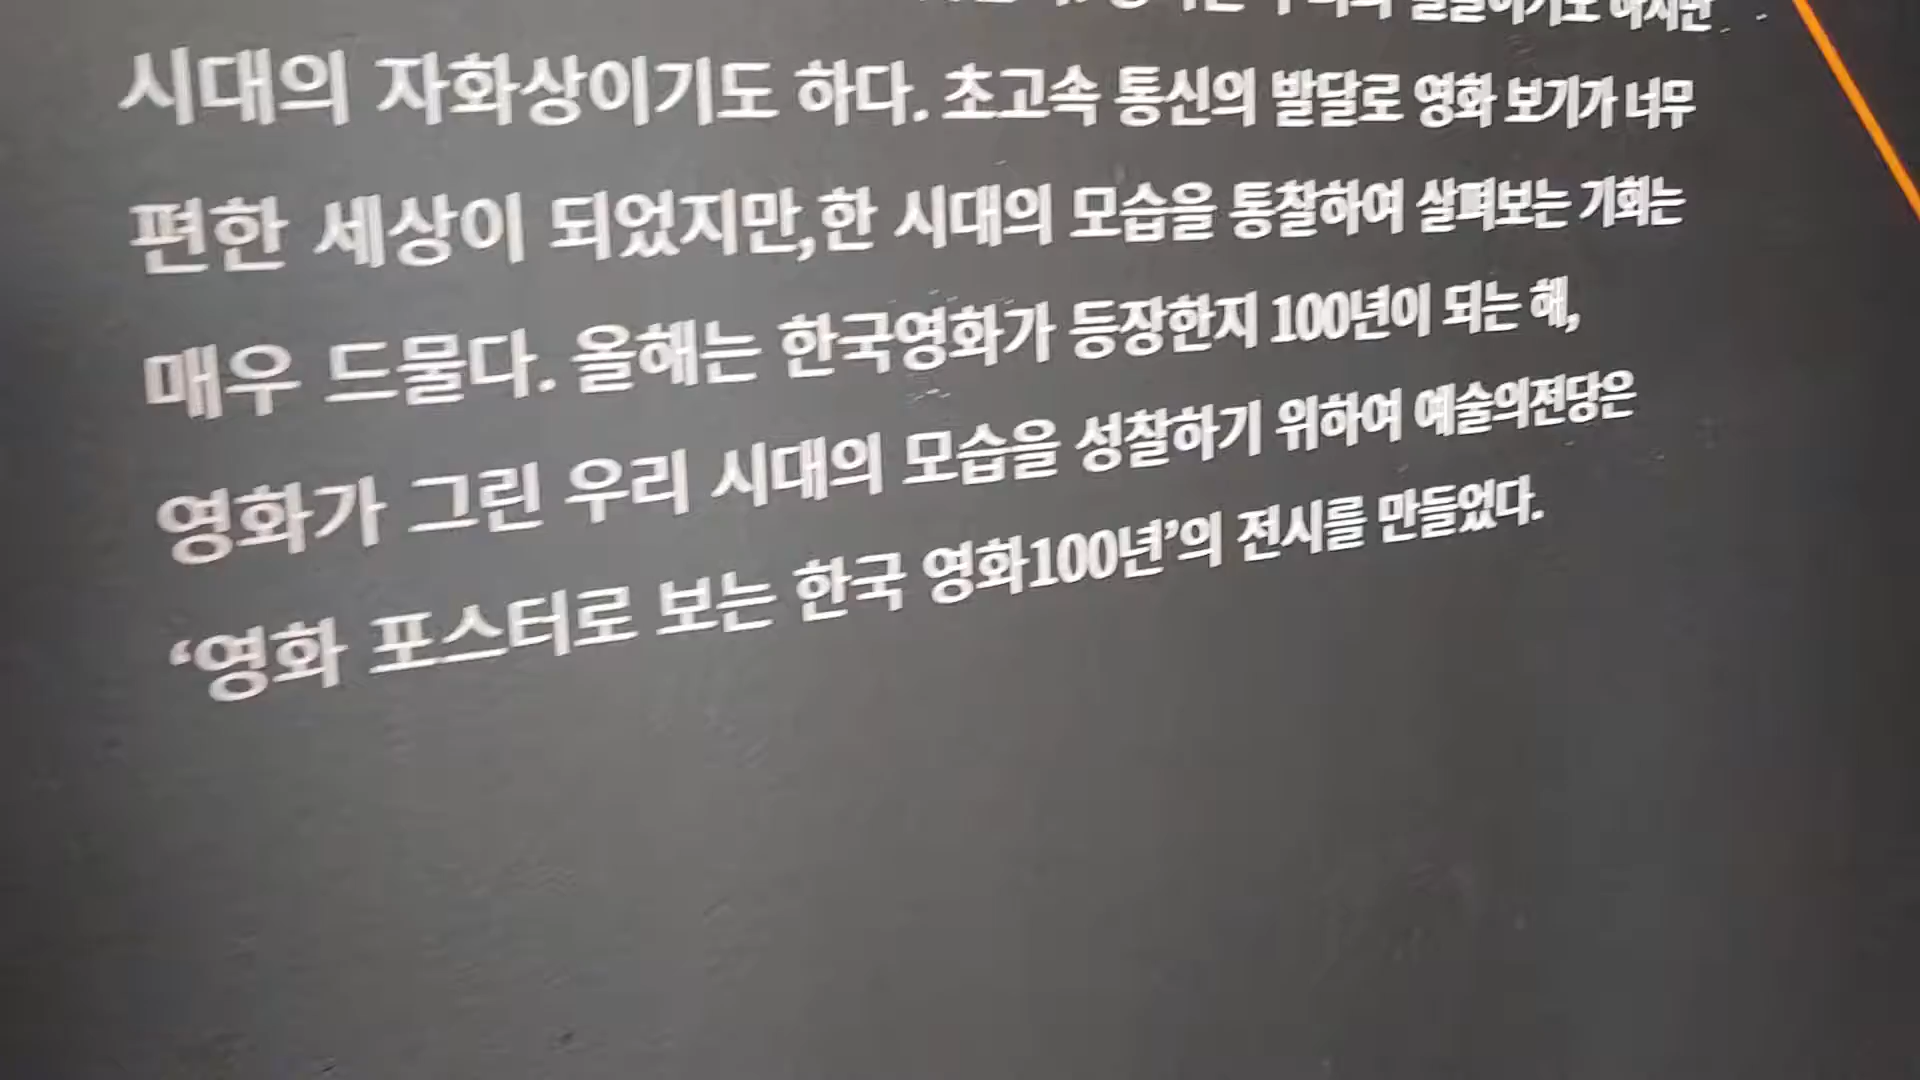 하지만
시대의 자화상이기도 하다. 초고속 통신의 발달로 영화 보기가 너무
편한 세상이 되었지만,한 시대의 모습을 통찰하여 살펴보는 기회는
매우 드물다. 올해는 한국영화가 등장한지 100년이 되는 해,
영화가 그린 우리 시대의 모습을 성찰하기 위하여 예술의전당은
‘영화 포스터로 보는 한국 영화100년’의 전시를 만들었다.